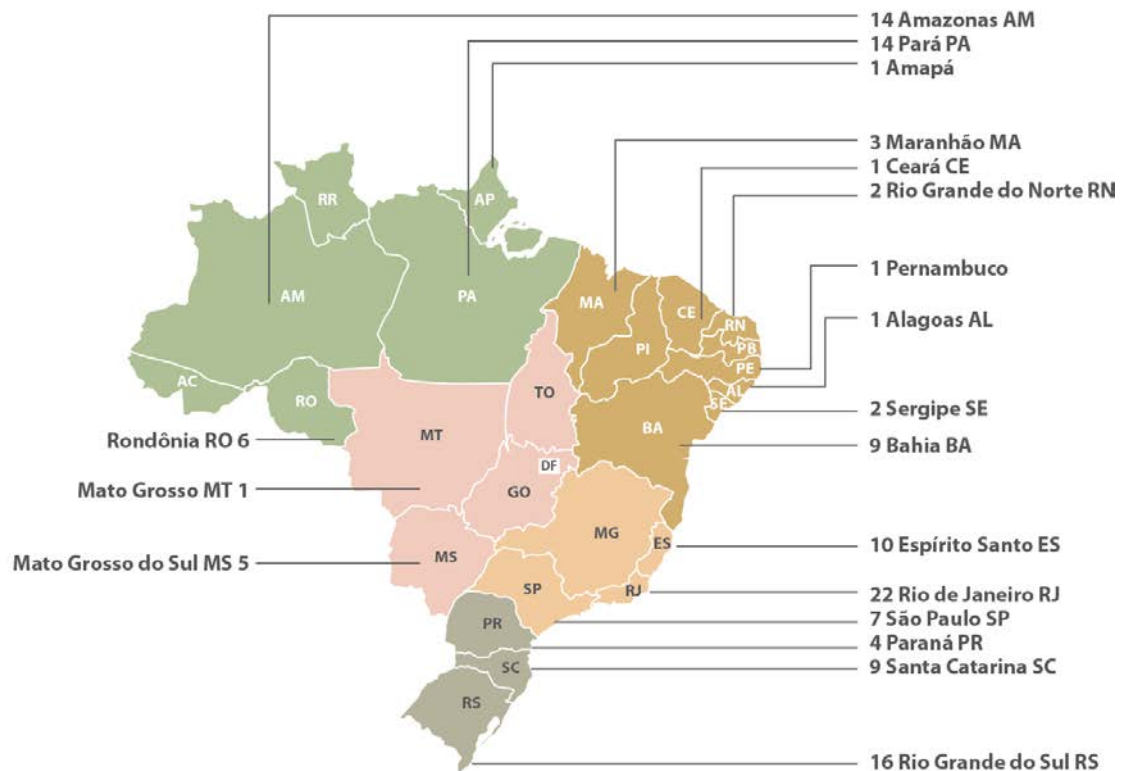 14 Amazonas AM
14 Pará PA
1 Amapá
3 Maranhão MA
1 Ceará CE
2 Rio Grande do Norte RN
1 Pernambuco
1 Alagoas AL
2 Sergipe SE
9 Bahia BA
10 Espírito Santo ES
22 Rio de Janeiro RJ
7 São Paulo SP
4 Paraná PR
9 Santa Catarina SC
16 Rio Grande do Sul RS
Rondônia RO 6
Mato Grosso MT 1
Mato Grosso do Sul MS 5
RR
AP
AM
PA
MA
CE
RN
PB
PI
PE
AC
AL
RO
TO
SE
MT
BA
DF
GO
MG
ES
MS
SP
RJ
PR
SC
RS